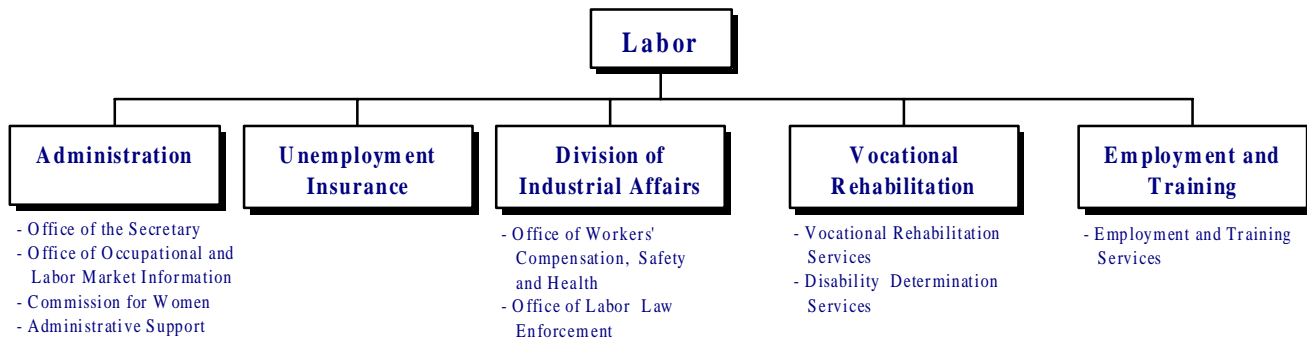 Labor
Administration
Unemployment
Insurance
Division of
Industrial Affairs
Vocational
Rehabilitation
Employment and
Training
- Office of the Secretary
- Office of Occupational and
Labor Market Information
- Commission for Women
- Administrative Support
- Office of Workers'
Compensation, Safety
and Health
- Office of Labor Law
Enforcement
- Vocational Rehabilitation
Services
- Disability Determination
Services
- Employment and Training
Services